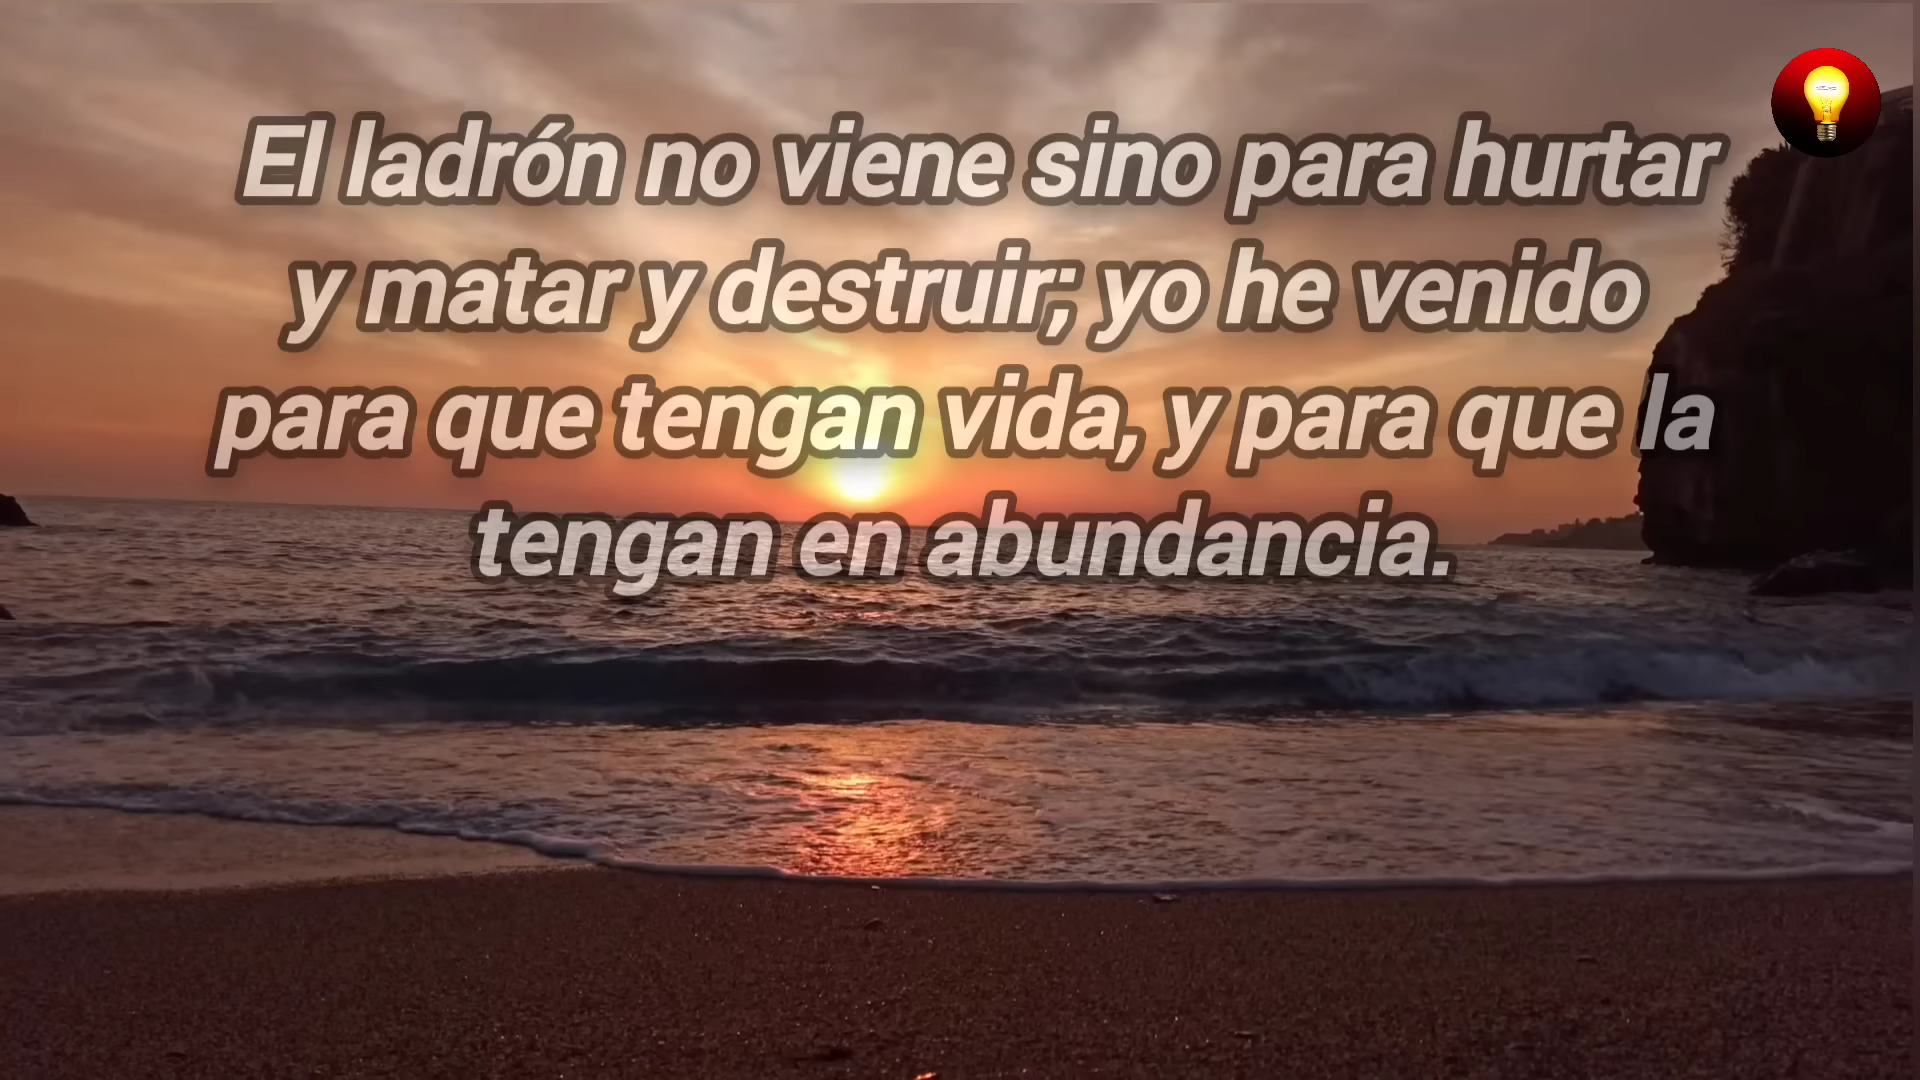 El ladrón no viene sino para hurtar
y matar y destruir; yo he venido
para que tengan vida, y para que la
tengan en abundancia.